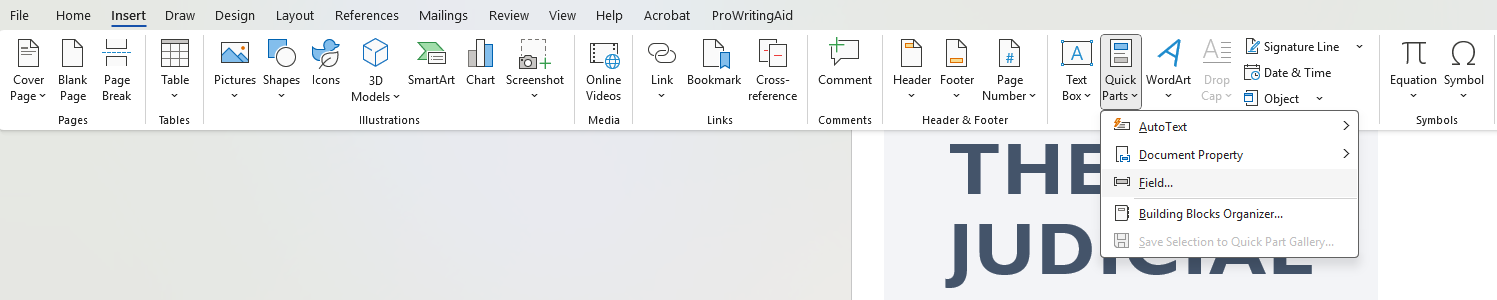 File Home Insert Draw Design Layout References Mailings Review View Help Acrobat ProWritingAid
Cover Page
Blank Page
Page Break
Pages
Table
Tables
Pictures
Shapes
Icons
3D Models
SmartArt
Chart
Screenshot
Illustrations
Online Videos
Media
Link
Bookmark
Cross-
reference
Links
Comment
Comments
Header
Footer
Page Number
Header & Footer
Text Box
Quick Parts
WordArt
Drop Cap
Signature Line
Date & Time
Object
Equation
Symbol
Symbols
AutoText
Document Property
Field...
Building Blocks Organizer...
Save Selection to Quick Part Gallery...
THE
JUDICIAL